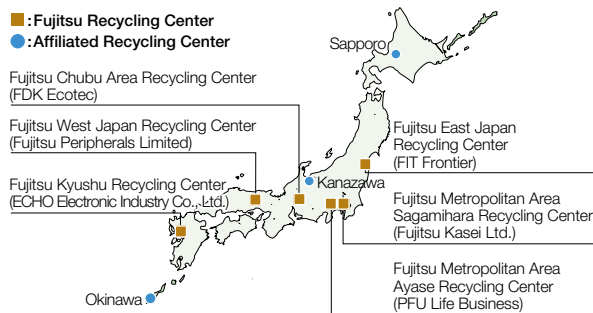 :Fujitsu Recycling Center
:Affiliated Recycling Center
Sapporo
Fujitsu Chubu Area Recycling Center
(FDK Ecotec)
Fujitsu West Japan Recycling Center
(Fujitsu Peripherals Limited)
Fujitsu East Japan
Recycling Center
(FIT Frontier)
Kanazawa
Fujitsu Kyushu Recycling Center
(ECHO Electronic Industry Co., Ltd.)
Fujitsu Metropolitan Area
Sagamihara Recycling Center
(Fujitsu Kasei Ltd.)
Fujitsu Metropolitan Area
Ayase Recycling Center
(PFU Life Business)
Okinawa